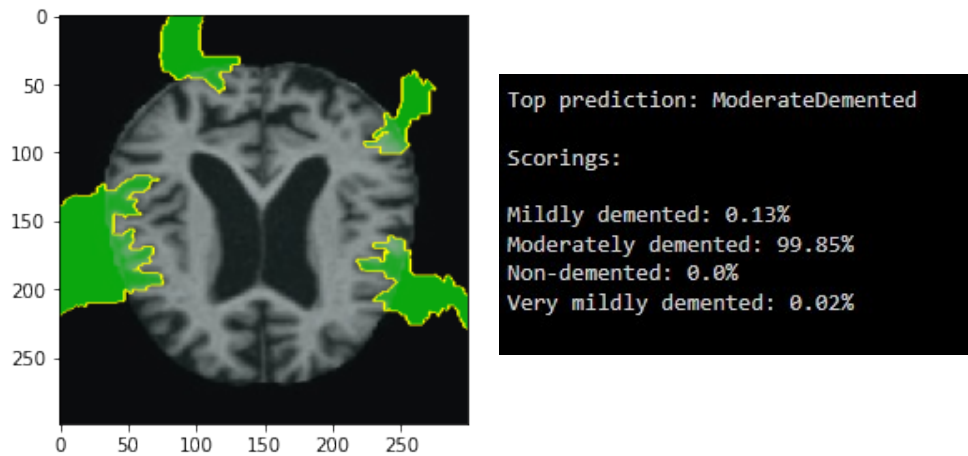 0
50
100
150
200
250
0 50 100 150 200 250
Top prediction: ModerateDemented
Scorings:
Mildly demented: 0.13%
Moderately demented: 99.85%
Non-demented: 0.0%
Very mildly demented: 0.02%